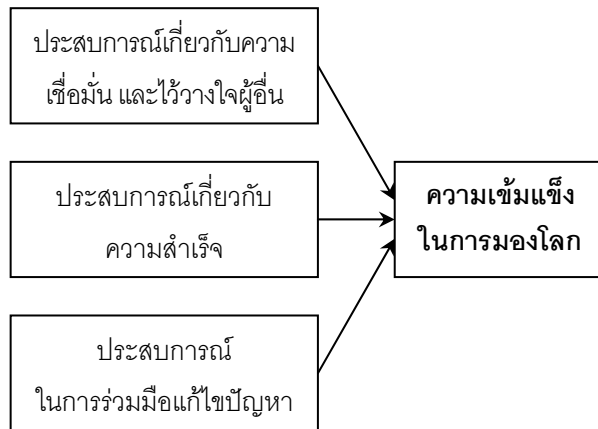 ประสบการณ์เกี่ยวกับความ
เชื่อมั่น และไว้วางใจผู้อื่น
ประสบการณ์เกี่ยวกับ
ความสำเร็จ
ประสบการณ์
ในการร่วมมือแก้ไขปัญหา
ความเข้มแข็ง
ในการมองโลก